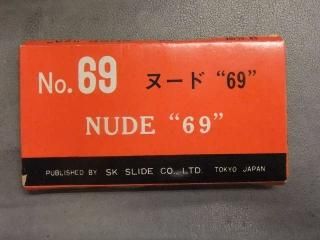 No. 69 ヌード “69”
NUDE “69”
PUBLISHED BY SK SLIDE CO., LTD. TOKYO JAPAN